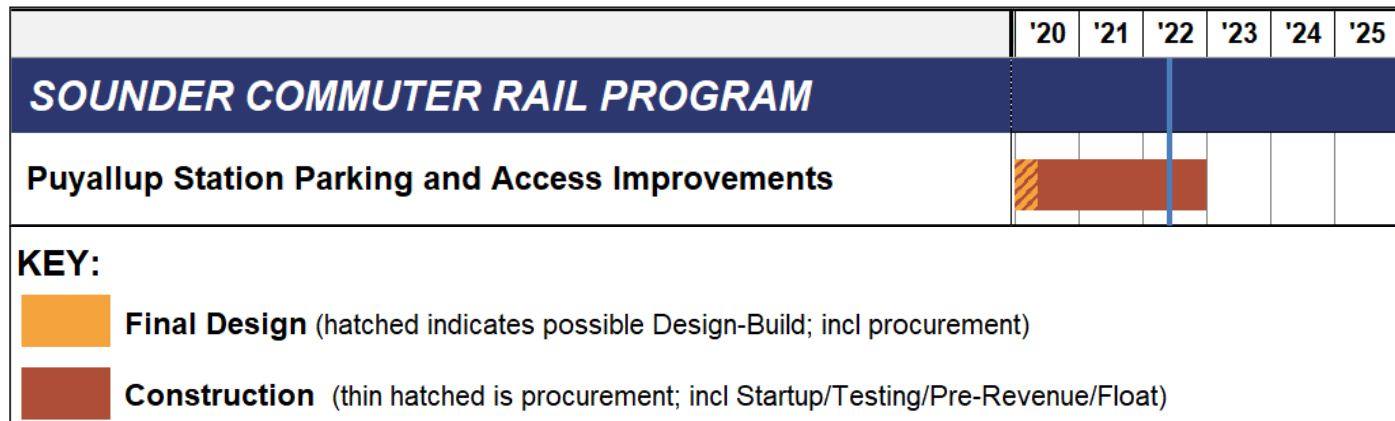 '20 '21 '22 '23 '24 '25
SOUNDER COMMUTER RAIL PROGRAM
Puyallup Station Parking and Access Improvements
KEY:
Final Design (hatched indicates possible Design-Build; incl procurement)
Construction (thin hatched is procurement; incl Startup/Testing/Pre-Revenue/Float)